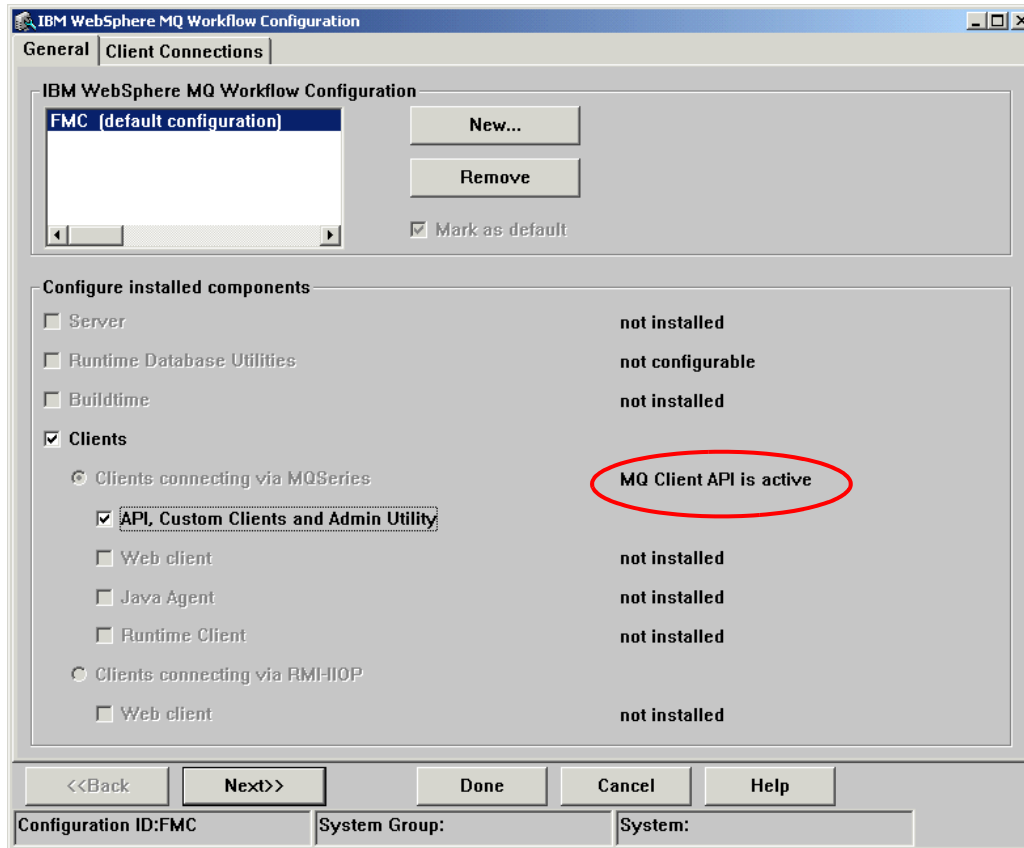 IBM WebSphere MQ Workflow Configuration
General
Client Connections
IBM WebSphere MQ Workflow Configuration
FMC (default configuration)
New...
Remove
Mark as default
Configure installed components
Server not installed
Runtime Database Utilities not configurable
Buildtime not installed
Clients
Clients connecting via MQSeries MQ Client API is active
API, Custom Clients and Admin Utility
Web client not installed
Java Agent not installed
Runtime Client not installed
Clients connecting via RMI-IIOP
Web client not installed
<<Back Next>> Done Cancel Help
Configuration ID:FMC System Group: System: